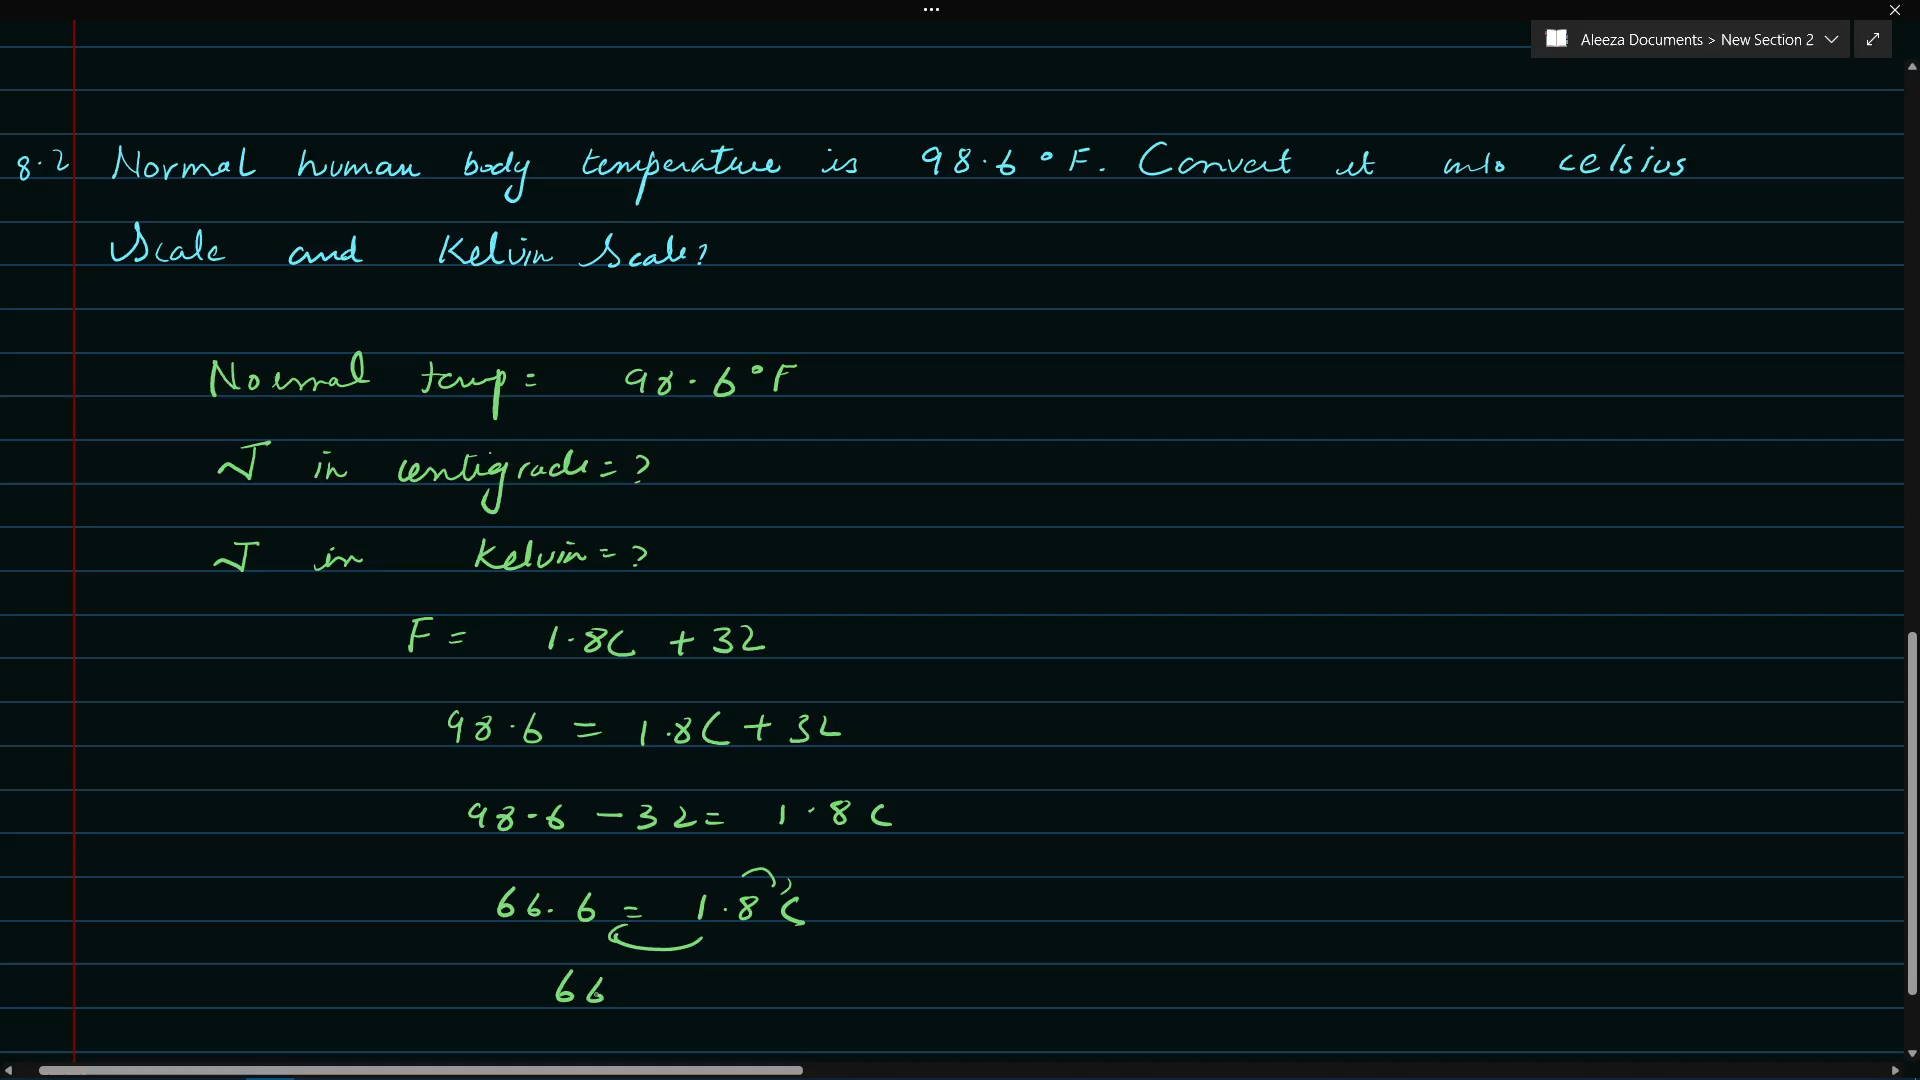 Aleeza Documents > New Section 2
8.2 Normal human body temperature is 98.6 °F. Convert it into celsius
Scale and Kelvin Scale?
Normal temp = 98.6 °F
T in centigrade = ?
T in Kelvin = ?
F = 1.8C + 32
98.6 = 1.8C + 32
98.6 - 32 = 1.8C
66.6 = 1.8C
66